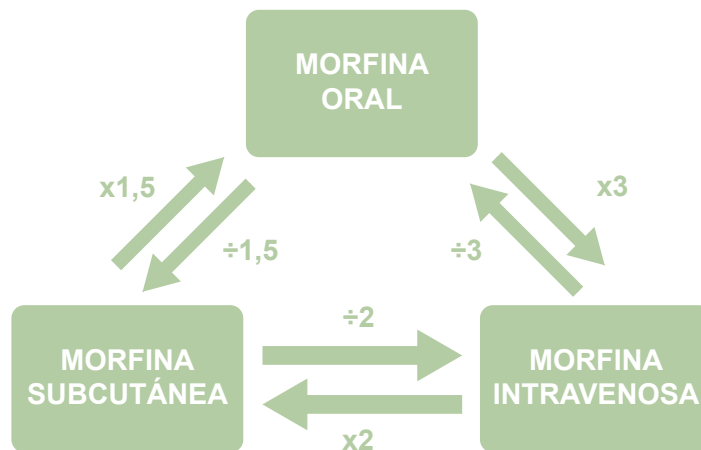 MORFINA
ORAL
x1,5
x3
÷1,5
÷3
÷2
MORFINA
SUBCUTÁNEA
MORFINA
INTRAVENOSA
x2